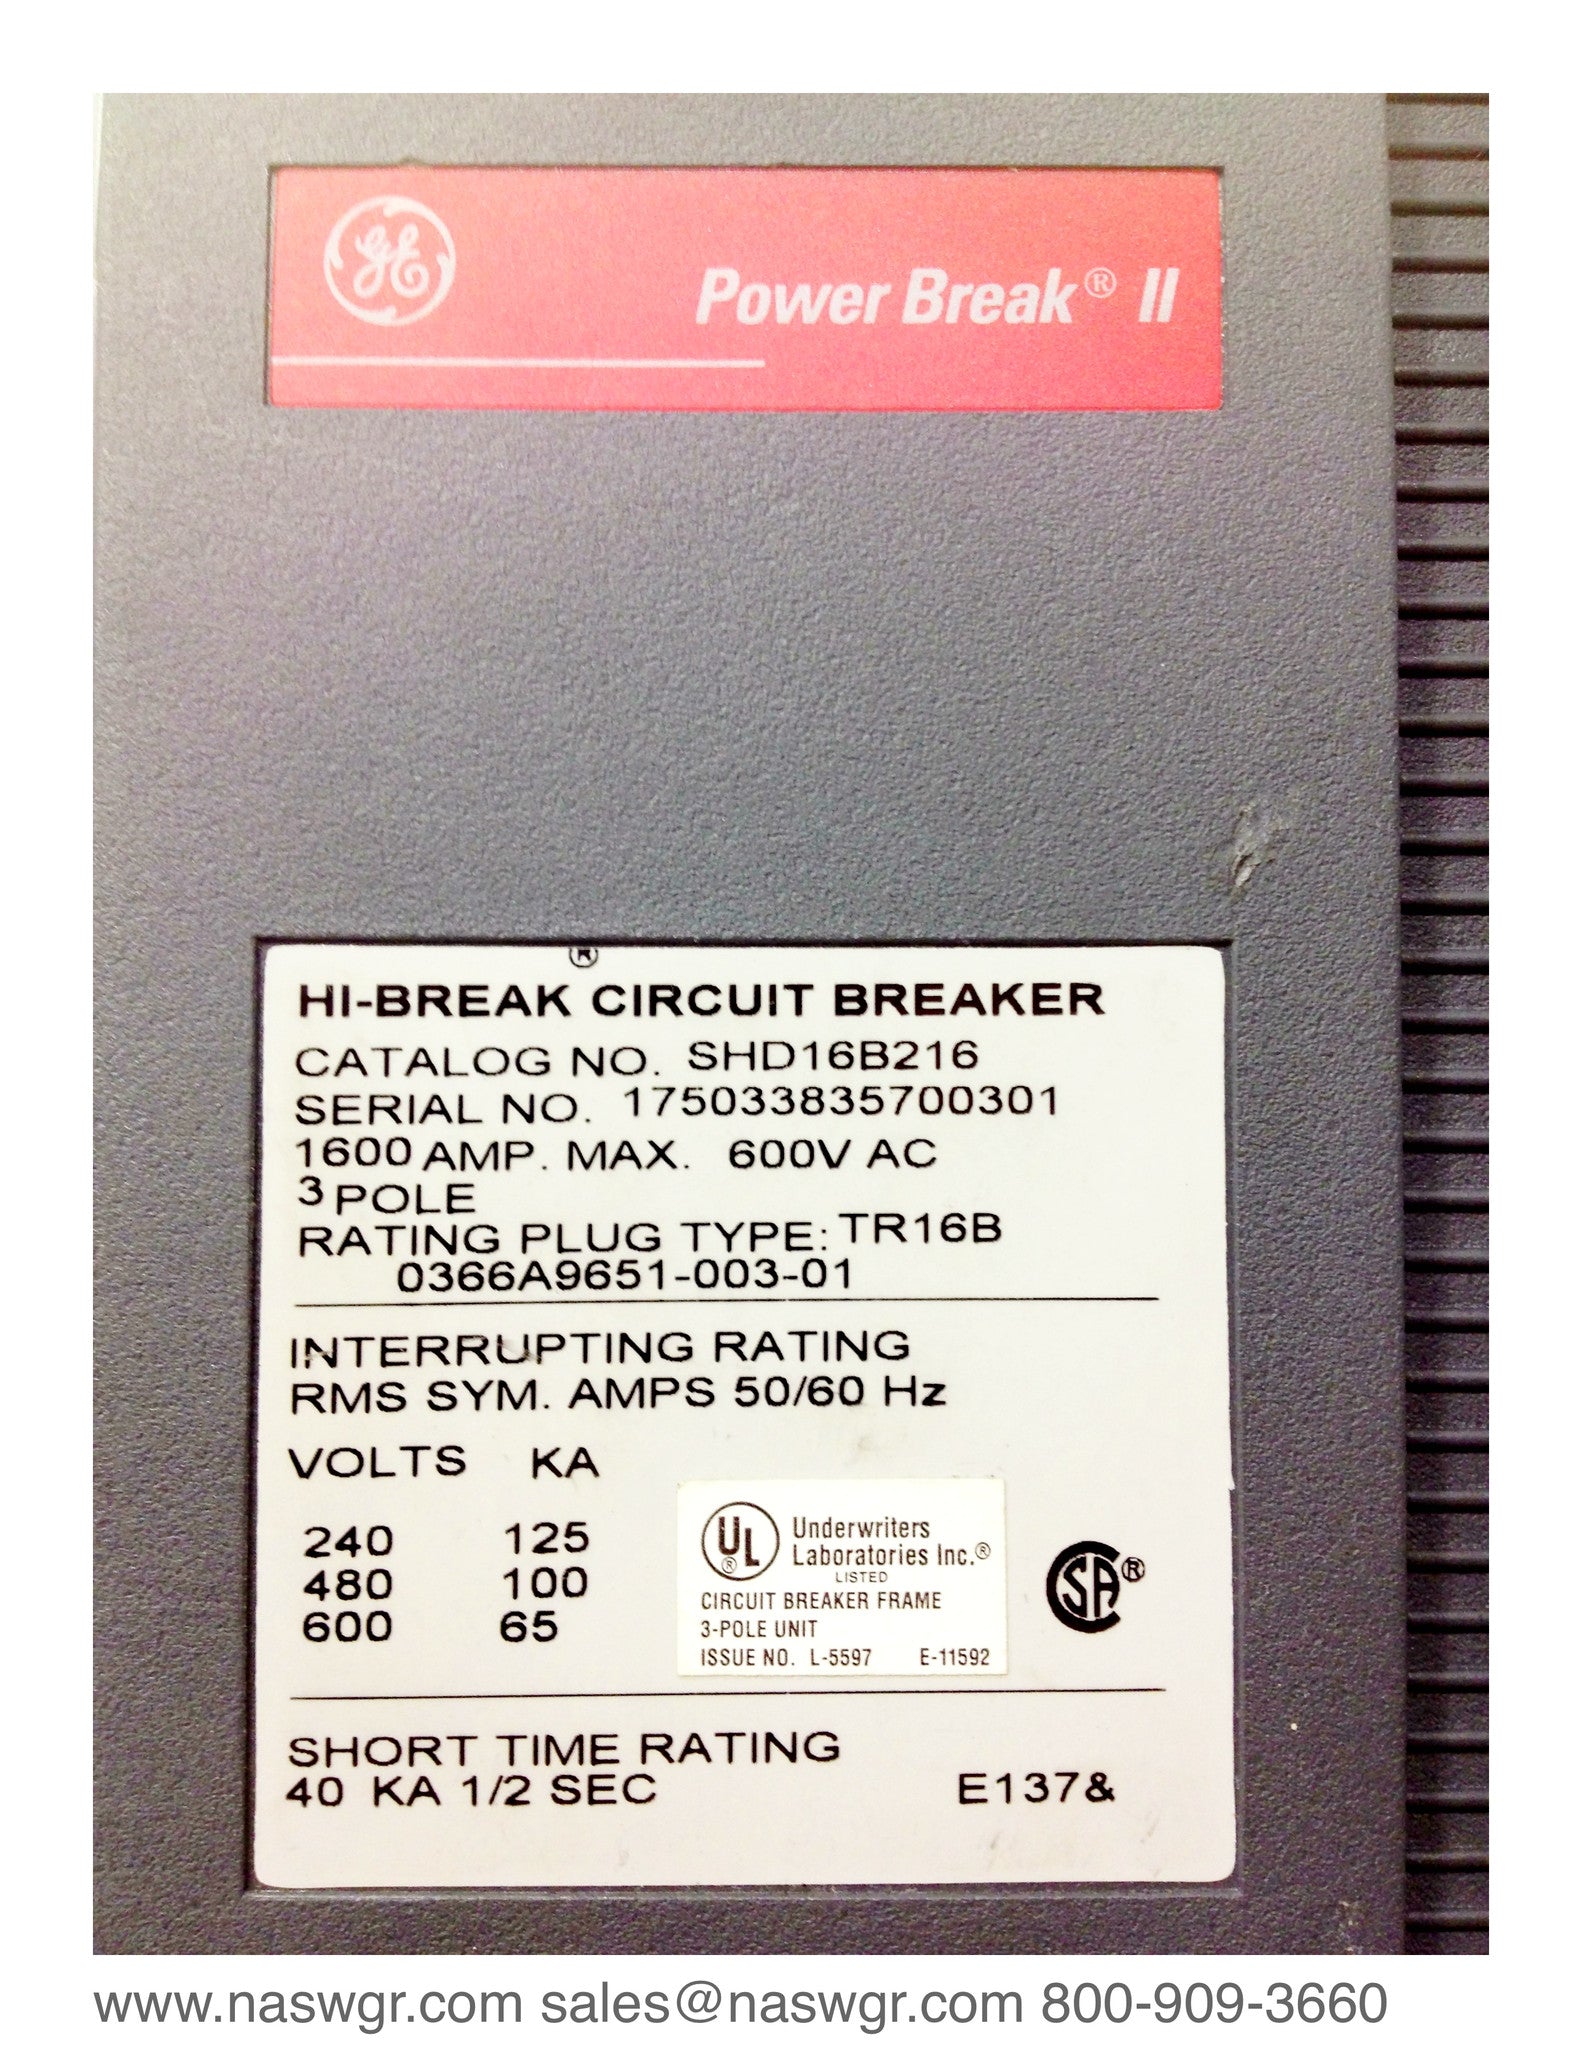 GE
Power Break® II
®
HI-BREAK CIRCUIT BREAKER
CATALOG NO. SHD16B216
SERIAL NO. 175033835700301
1600 AMP. MAX. 600V AC
3 POLE
RATING PLUG TYPE: TR16B
0366A9651-003-01
INTERRUPTING RATING
RMS SYM. AMPS 50/60 Hz
VOLTS KA
240 125
480 100
600 65
UL®
Underwriters
Laboratories Inc.®
LISTED
CIRCUIT BREAKER FRAME
3-POLE UNIT
ISSUE NO. L-5597 E-11592
CSA®
SHORT TIME RATING
40 KA 1/2 SEC E137&
www.naswgr.com sales@naswgr.com 800-909-3660